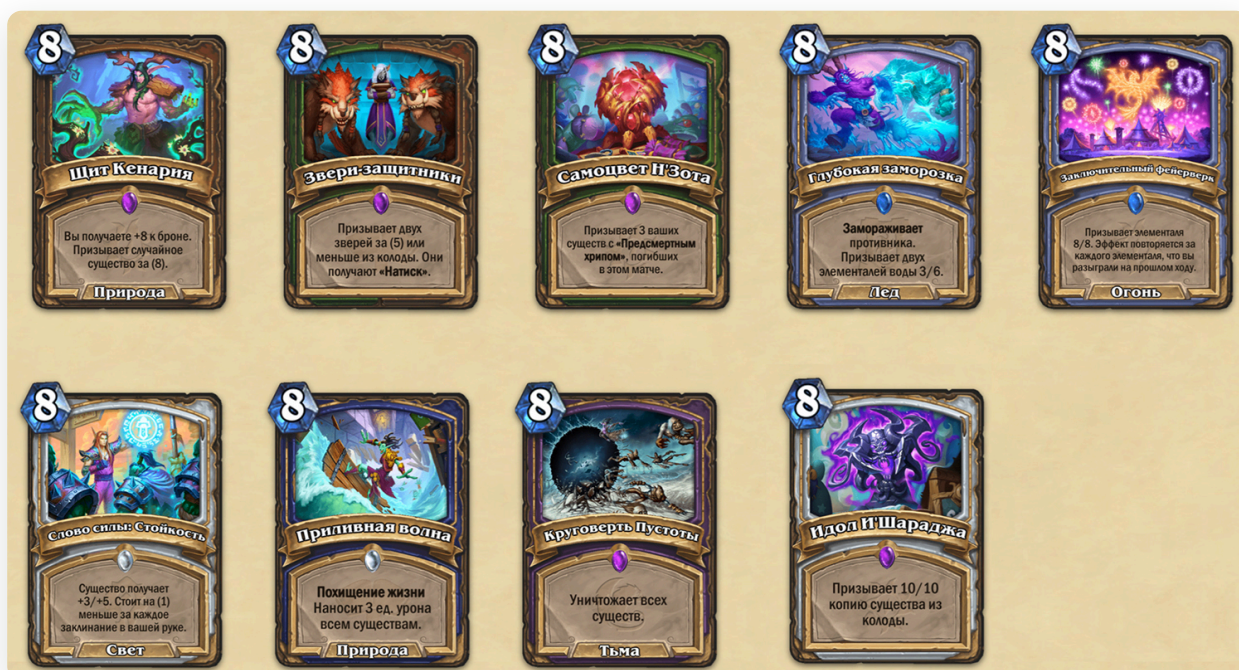 8
Щит Кенария
Вы получаете +8 к броне.
Призывает случайное
существо за (8).
Природа
8
Звери-защитники
Призывает двух
зверей за (5) или
меньше из колоды. Они
получают «Натиск».
8
Самоцвет Н'Зота
Призывает 3 ваших
существ с «Предсмертным
хрипом», погибших
в этом матче.
8
Глубокая заморозка
Замораживает
противника.
Призывает двух
элементалей воды 3/6.
Лед
8
Заключительный фейерверк
Призывает элементаля
8/8. Эффект повторяется за
каждого элементаля, что вы
разыграли на прошлом ходу.
Огонь
8
Слово силы: Стойкость
Существо получает
+3/+5. Стоит на (1)
меньше за каждое
заклинание в вашей руке.
Свет
8
Приливная волна
Похищение жизни
Наносит 3 ед. урона
всем существам.
Природа
8
Круговерть Пустоты
Уничтожает всех
существ.
Тьма
8
Идол И'Шараджа
Призывает 10/10
копию существа из
колоды.